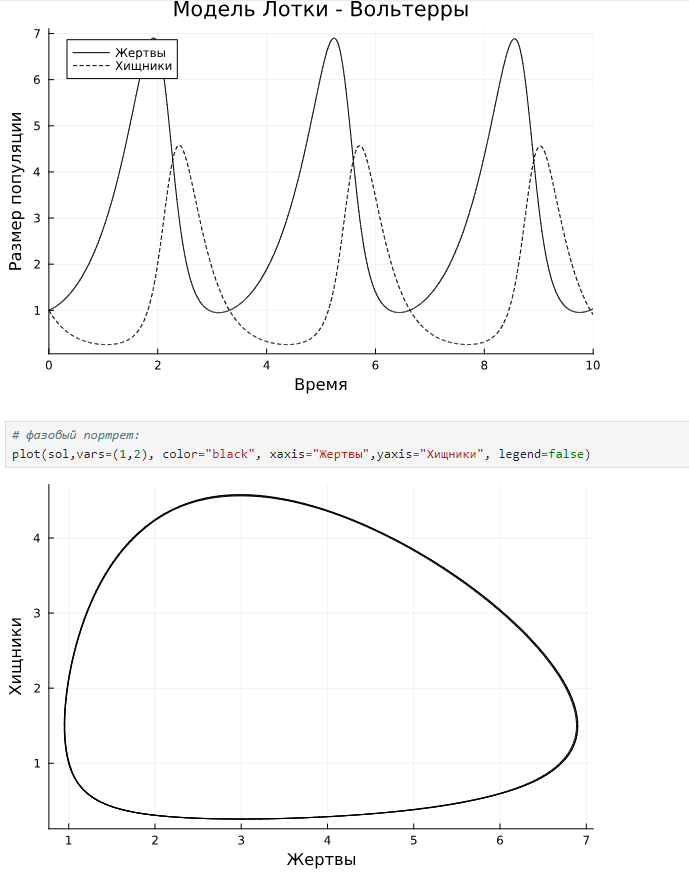 Модель Лотки - Вольтерры
Жертвы
Хищники
Размер популяции
7
6
5
4
3
2
1
0 2 4 6 8 10
Время
# фазовый портрет:
plot(sol,vars=(1,2), color="black", xaxis="Жертвы",yaxis="Хищники", legend=false)
Хищники
4
3
2
1
1 2 3 4 5 6 7
Жертвы